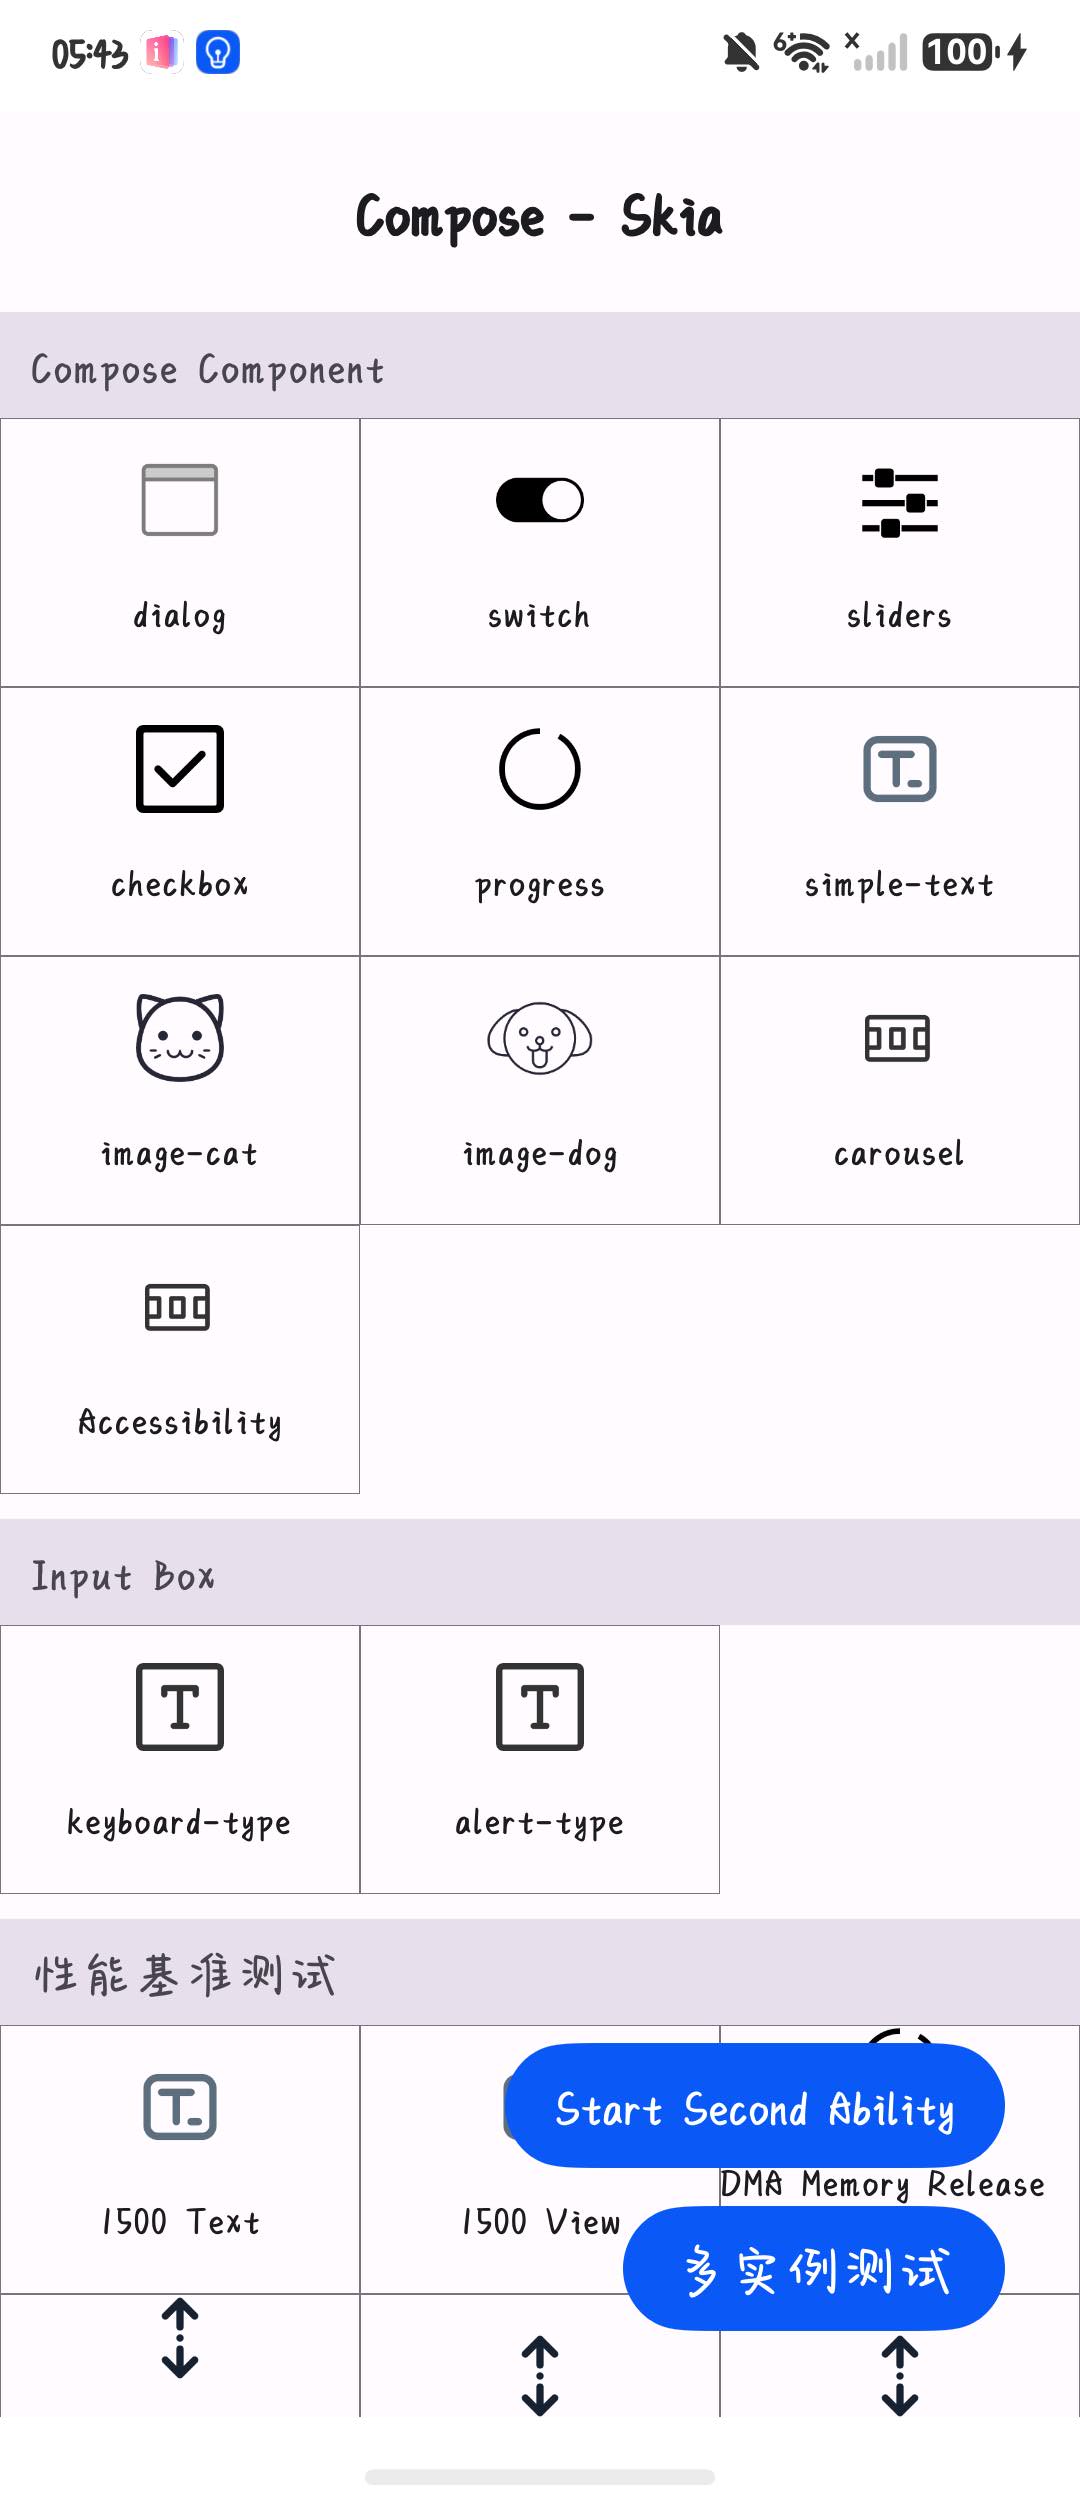 05:43
100
Compose - Skia
Compose Component
dialog
switch
sliders
checkbox
progress
simple-text
image-cat
image-dog
carousel
Accessibility
Input Box
keyboard-type
alert-type
性能基准测试
Start Second Ability
DMA Memory Release
1500 Text
1500 View
多实例测试